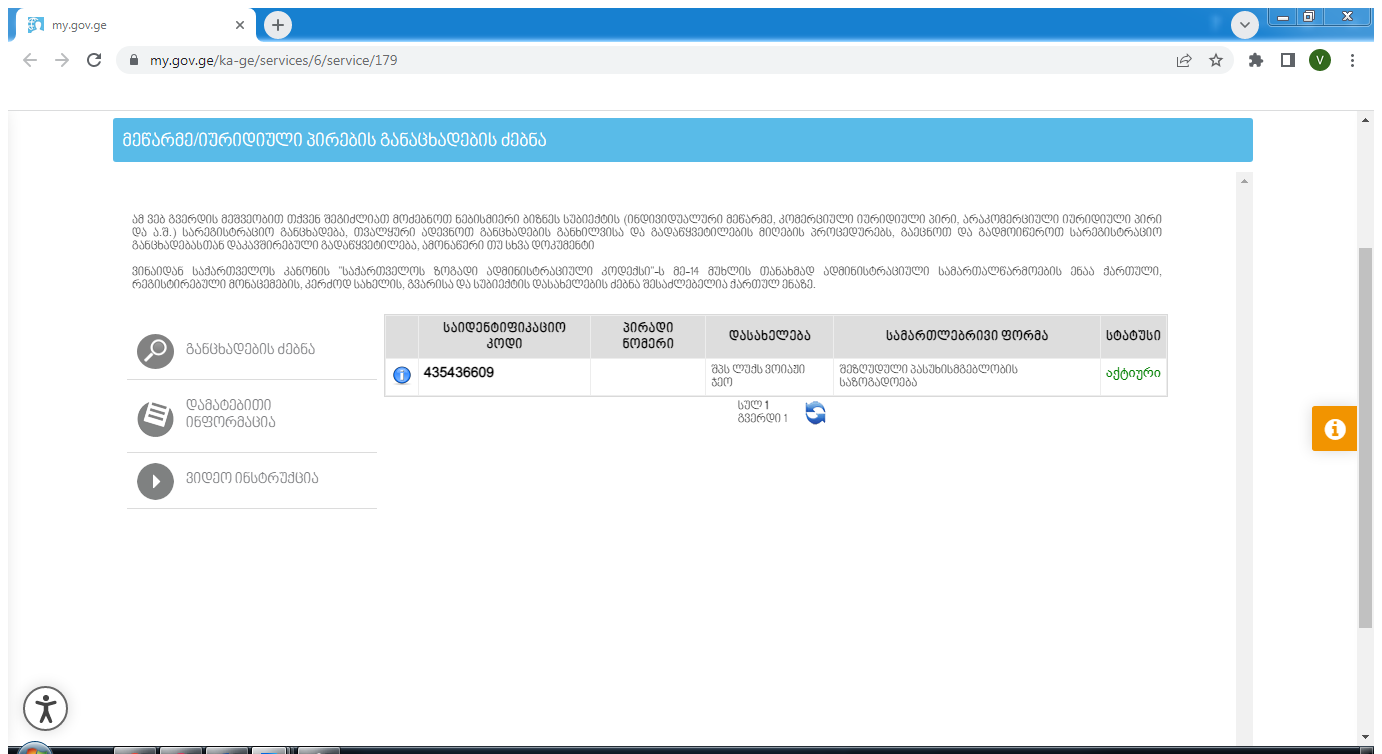 my.gov.ge
my.gov.ge/ka-ge/services/6/service/179
V
მეწარმე/იურიდიული პირების განაცხადების ძებნა
ამ ვებ გვერდის მეშვეობით თქვენ შეგიძლიათ მოძებნოთ ნებისმიერი ბიზნეს სუბიექტის (ინდივიდუალური მეწარმე, კომერციული იურიდიული პირი, არაკომერციული იურიდიული პირი
და ა.შ.) სარეგისტრაციო განცხადება, თვალყური ადევნოთ განცხადების განხილვისა და გადაწყვეტილების მიღების პროცედურებს, გაეცნოთ და გადმოიწეროთ სარეგისტრაციო
განცხადებასთან დაკავშირებული გადაწყვეტილება, ამონაწერი თუ სხვა დოკუმენტი
ვინაიდან საქართველოს კანონის "საქართველოს ზოგადი ადმინისტრაციული კოდექსი"-ს მე-14 მუხლის თანახმად ადმინისტრაციული სამართალწარმოების ენაა ქართული,
რეგისტირებული მონაცემების, კერძოდ სახელის, გვარისა და სუბიექტის დასახელების ძებნა შესაძლებელია ქართულ ენაზე.
განცხადების ძებნა
დამატებითი
ინფორმაცია
ვიდეო ინსტრუქცია
საიდენტიფიკაციო
კოდი
პირადი
ნომერი
დასახელება
სამართლებრივი ფორმა
სტატუსი
435436609
შპს ლუქს ვოიაჟი
ჯეო
შეზღუდული პასუხისმგებლობის
საზოგადოება
აქტიური
სულ 1
გვერდი 1